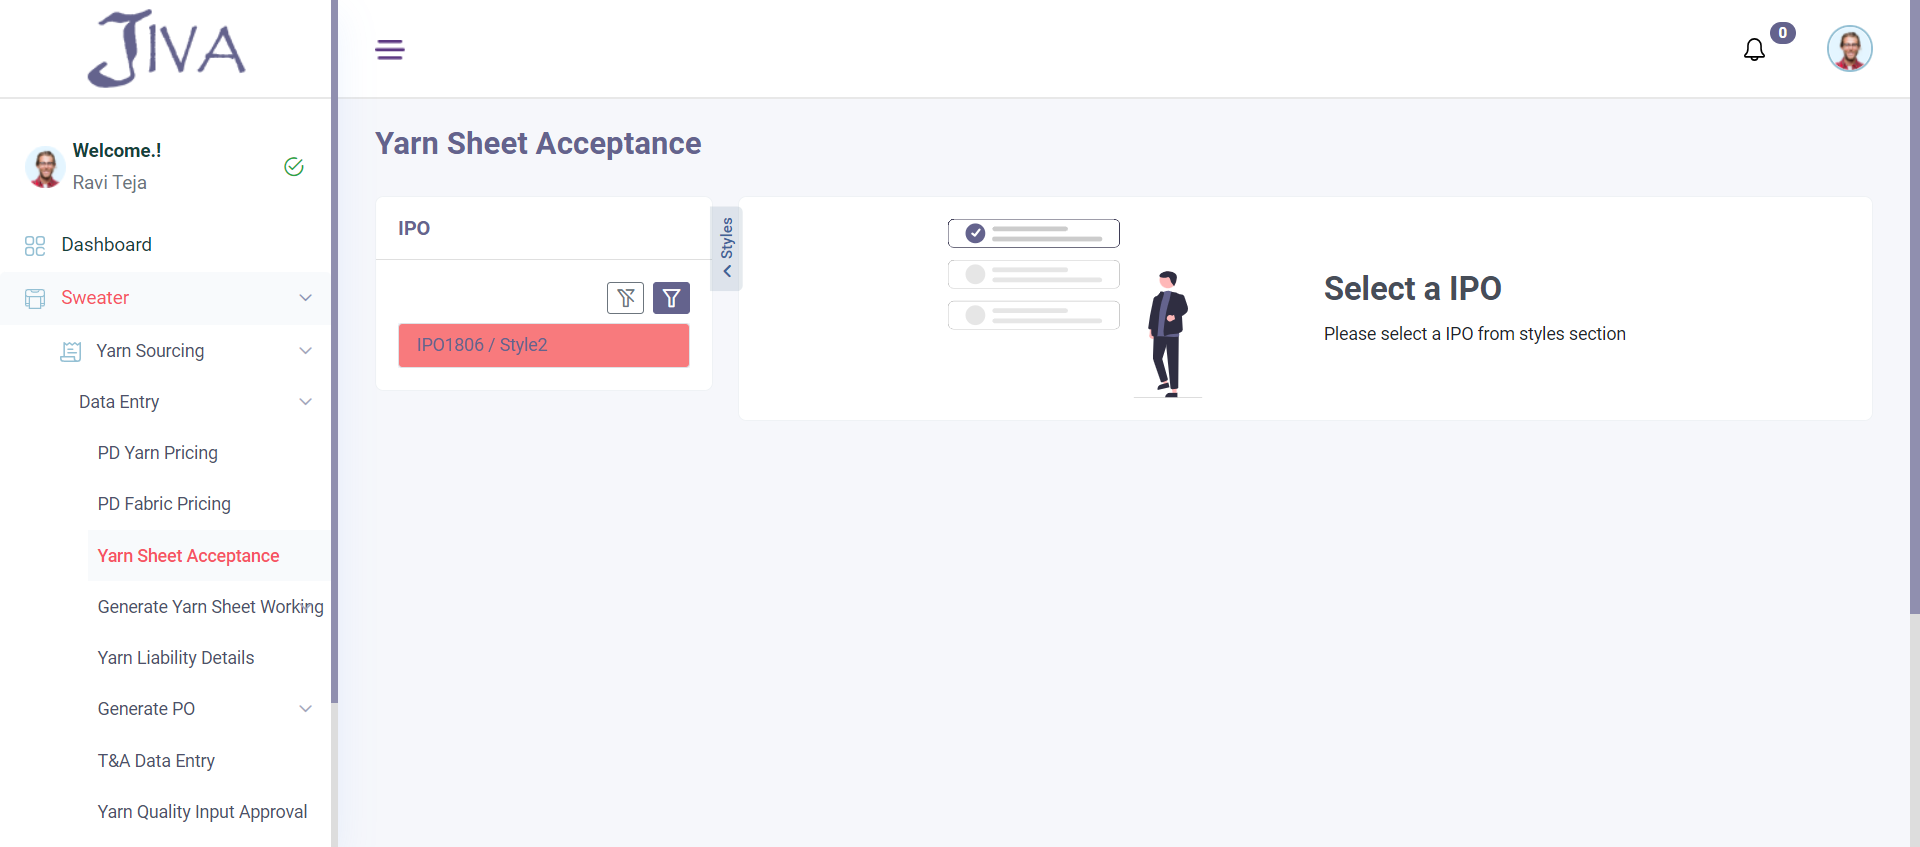 JIVA
0
Welcome.!
Ravi Teja
Dashboard
Sweater
Yarn Sourcing
Data Entry
PD Yarn Pricing
PD Fabric Pricing
Yarn Sheet Acceptance
Generate Yarn Sheet Working
Yarn Liability Details
Generate PO
T&A Data Entry
Yarn Quality Input Approval
Yarn Sheet Acceptance
IPO
IPO1806 / Style2
Styles
Select a IPO
Please select a IPO from styles section